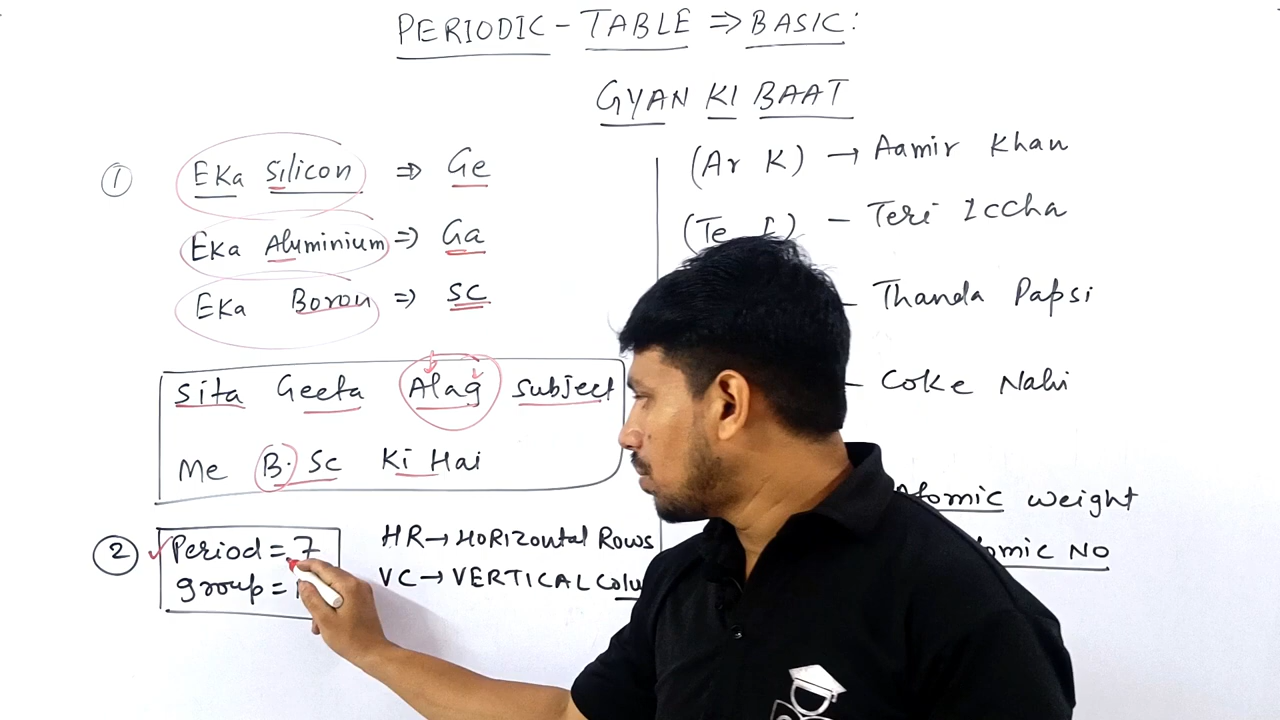 PERIODIC - TABLE ⇒ BASIC:
GYAN KI BAAT
① EKa Silicon ⇒ Ge
EKa Aluminium ⇒ Ga
EKa Boron ⇒ SC
Sita Geeta Alag subject
Me B. Sc Ki Hai
② Period = 7
group =
HR → HORIZontal Rows
VC → VERTICAL
(Ar K) → Aamir Khan
(Te I) – Teri Iccha
– Thanda Papsi
– Coke Nahi
Atomic weight
NO